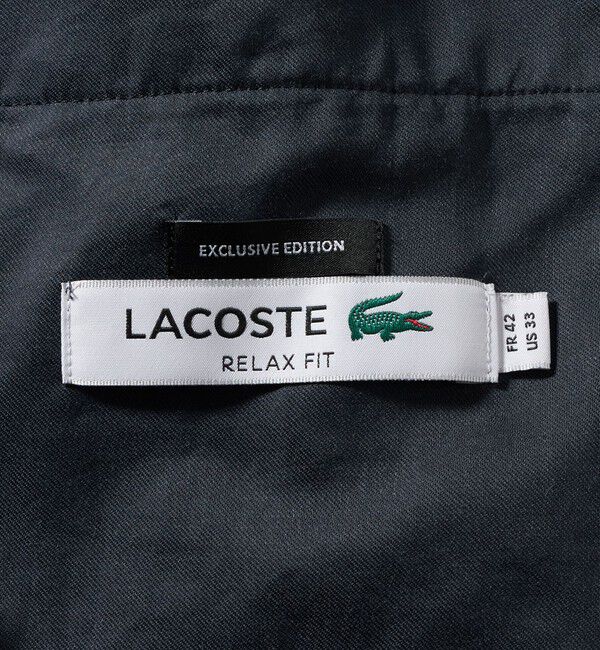 EXCLUSIVE EDITION
LACOSTE
RELAX FIT
FR 42
US 33